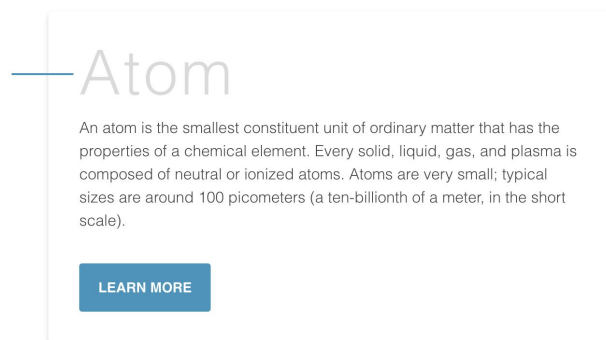 Atom
An atom is the smallest constituent unit of ordinary matter that has the
properties of a chemical element. Every solid, liquid, gas, and plasma is
composed of neutral or ionized atoms. Atoms are very small; typical
sizes are around 100 picometers (a ten-billionth of a meter, in the short
scale).
LEARN MORE